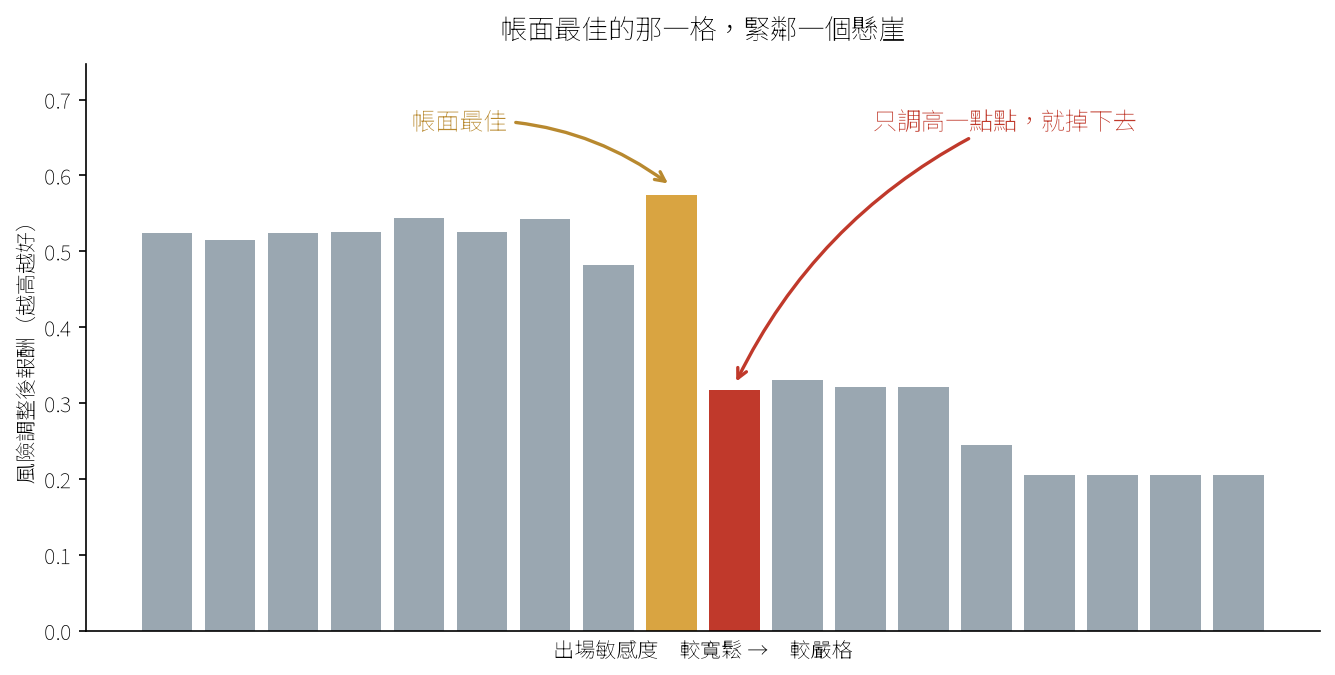 帳面最佳的那一格，緊鄰一個懸崖
帳面最佳
只調高一點點，就掉下去
風險調整後報酬（越高越好）
0.7
0.6
0.5
0.4
0.3
0.2
0.1
0.0
出場敏感度　較寬鬆 →　較嚴格